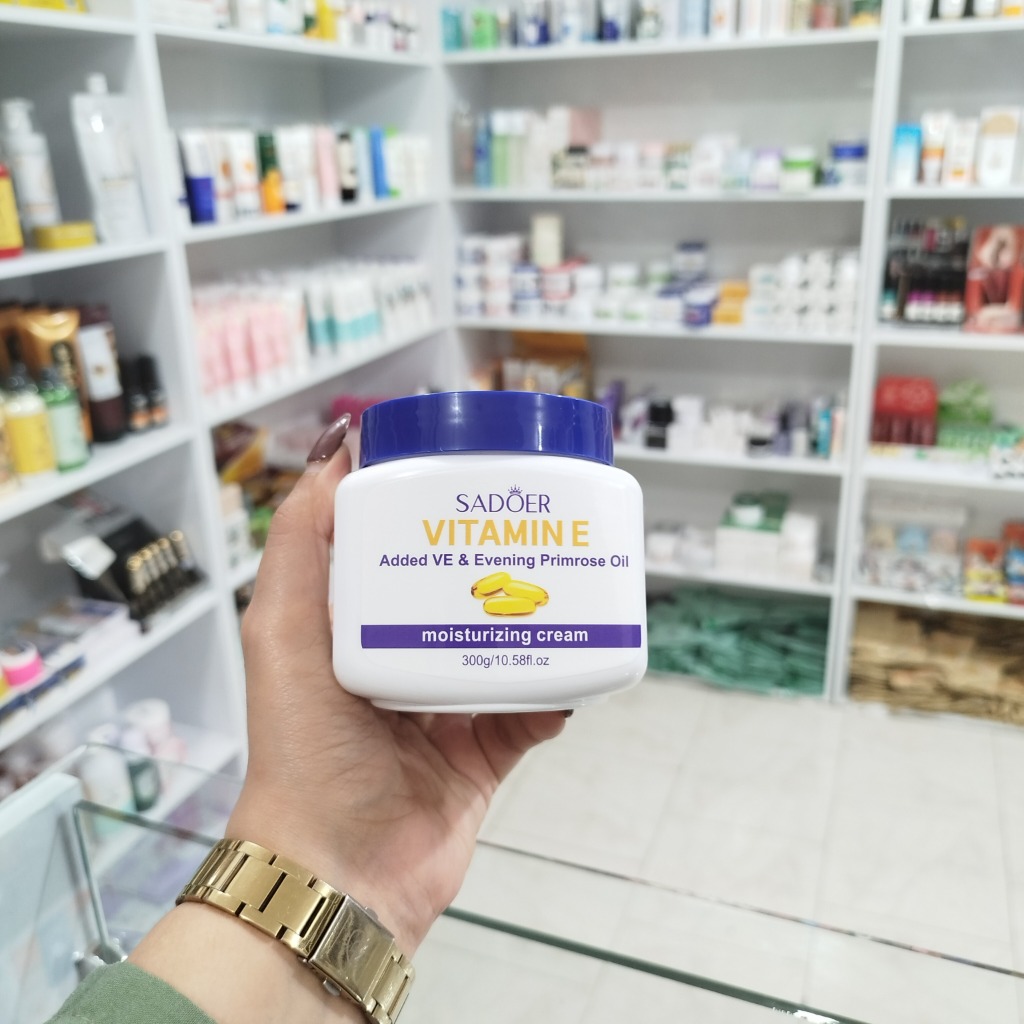 SADOER
VITAMIN E
Added VE & Evening Primrose Oil
moisturizing cream
300g/10.58fl.oz